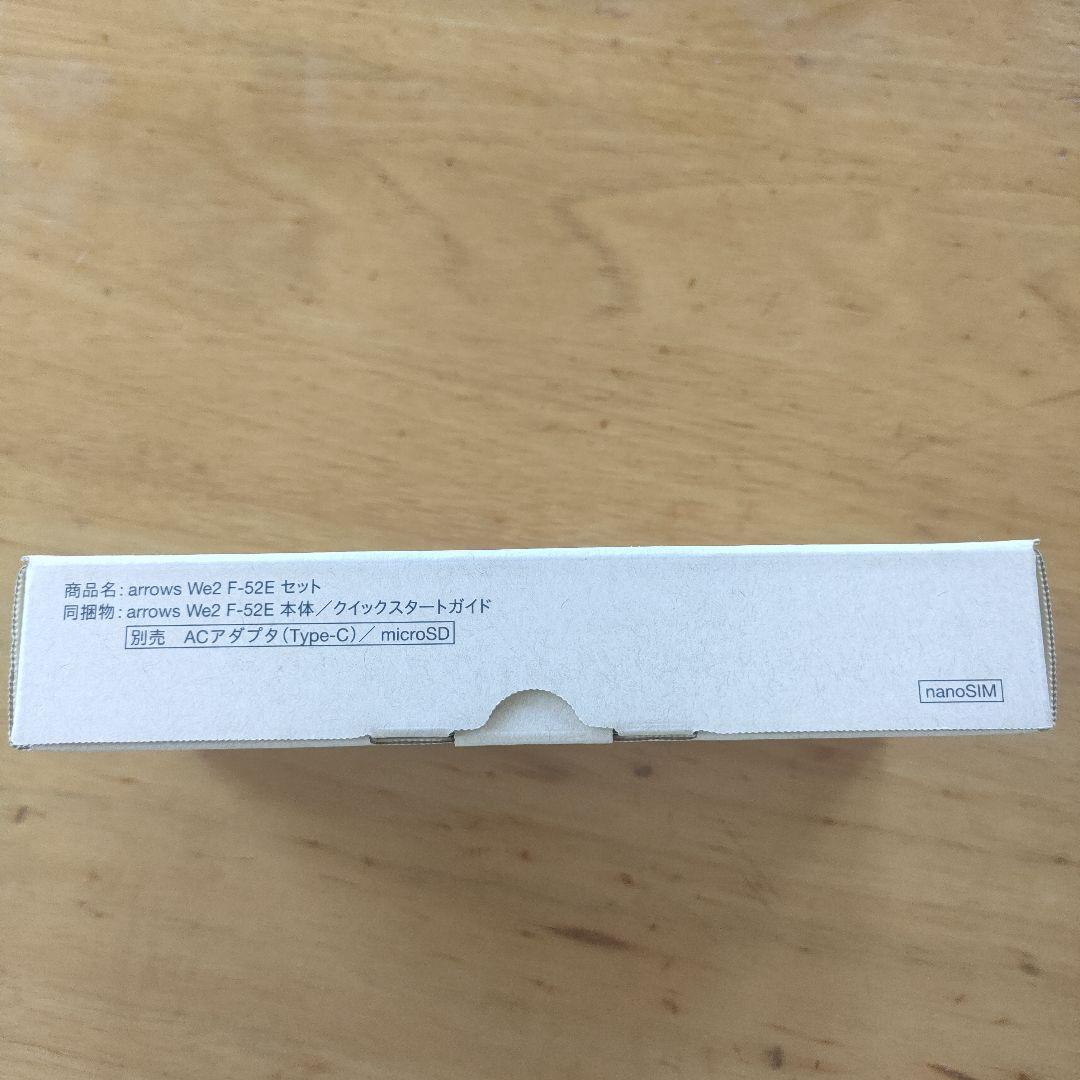 商品名：arrows We2 F-52E セット
同捆物：arrows We2 F-52E 本体／クイックスタートガイド
別売　ACアダプタ（Type-C）／ microSD
nanoSIM